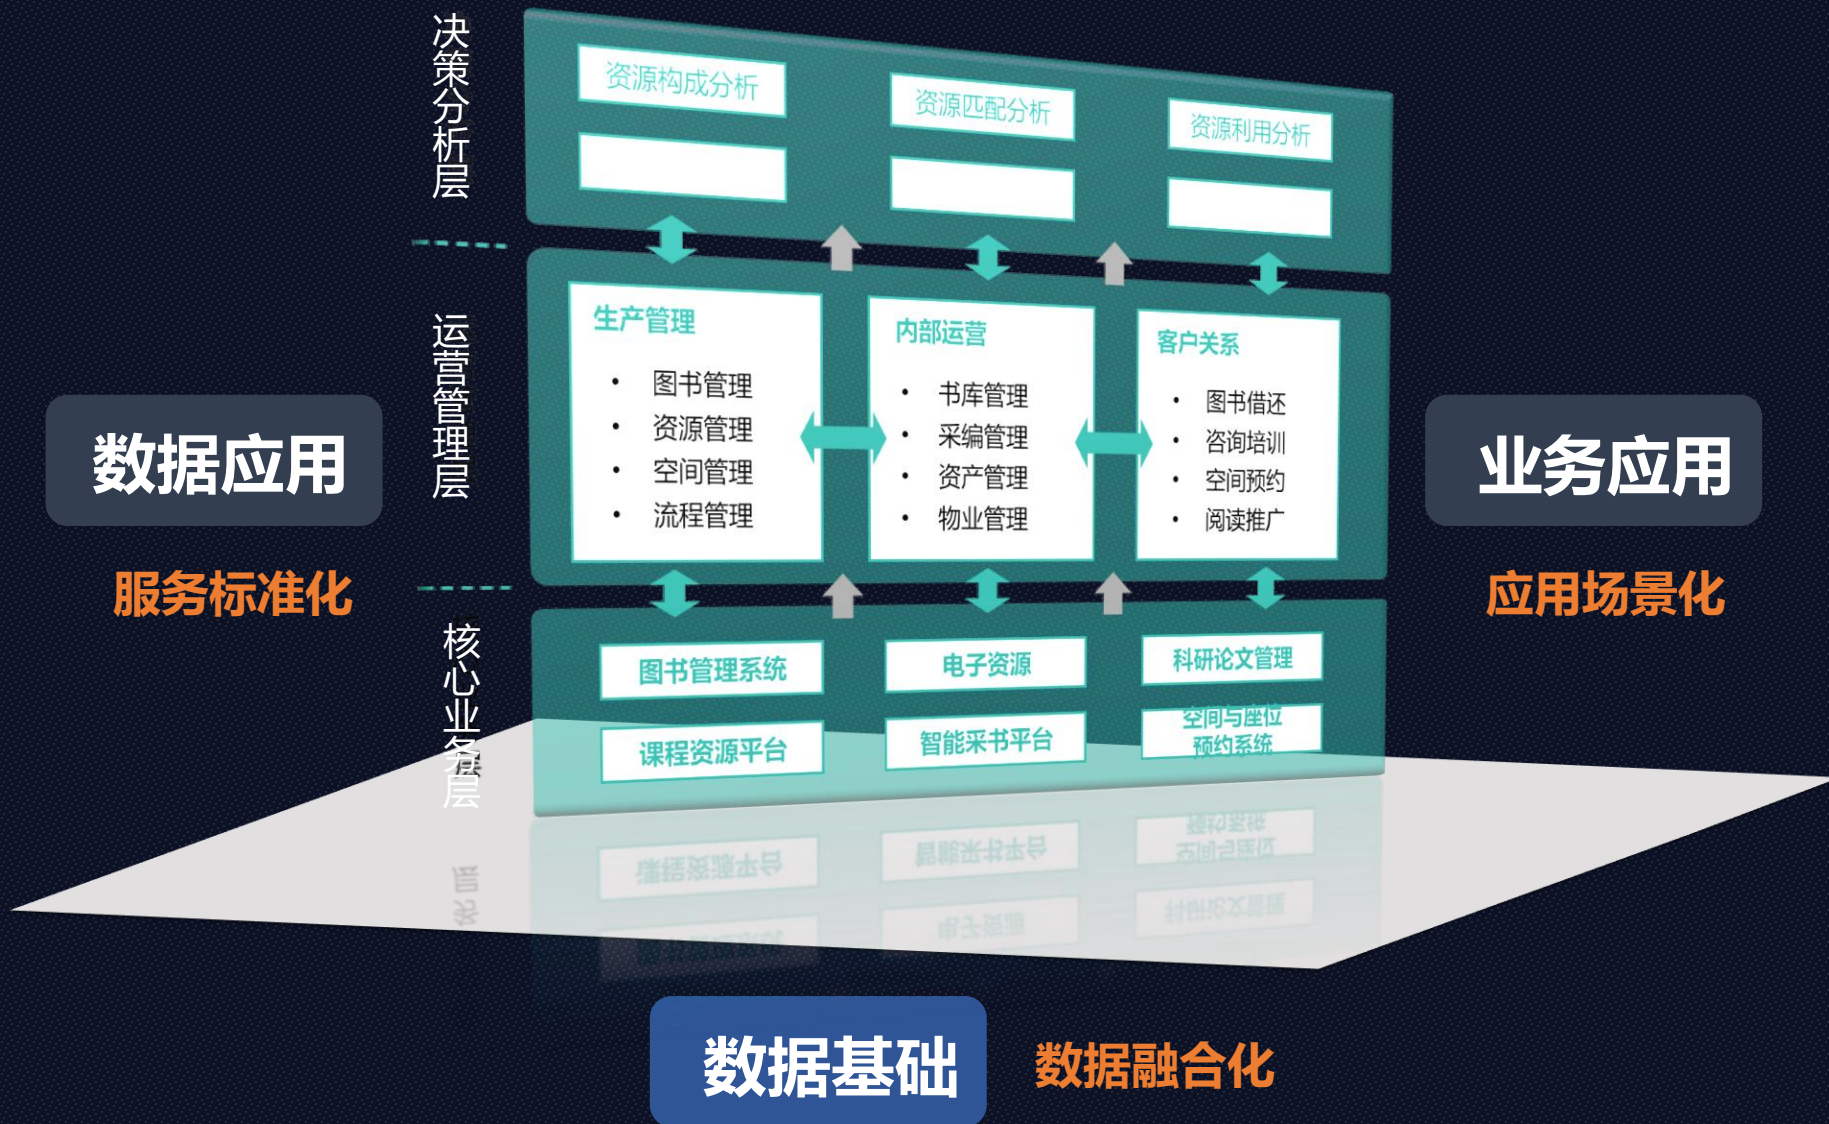 决策分析层
资源构成分析
资源匹配分析
资源利用分析
运营管理层
生产管理
• 图书管理
• 资源管理
• 空间管理
• 流程管理
内部运营
• 书库管理
• 采编管理
• 资产管理
• 物业管理
客户关系
• 图书借还
• 咨询培训
• 空间预约
• 阅读推广
数据应用
服务标准化
业务应用
应用场景化
核心业务层
图书管理系统
电子资源
科研论文管理
课程资源平台
智能采书平台
空间与座位
预约系统
数据基础
数据融合化